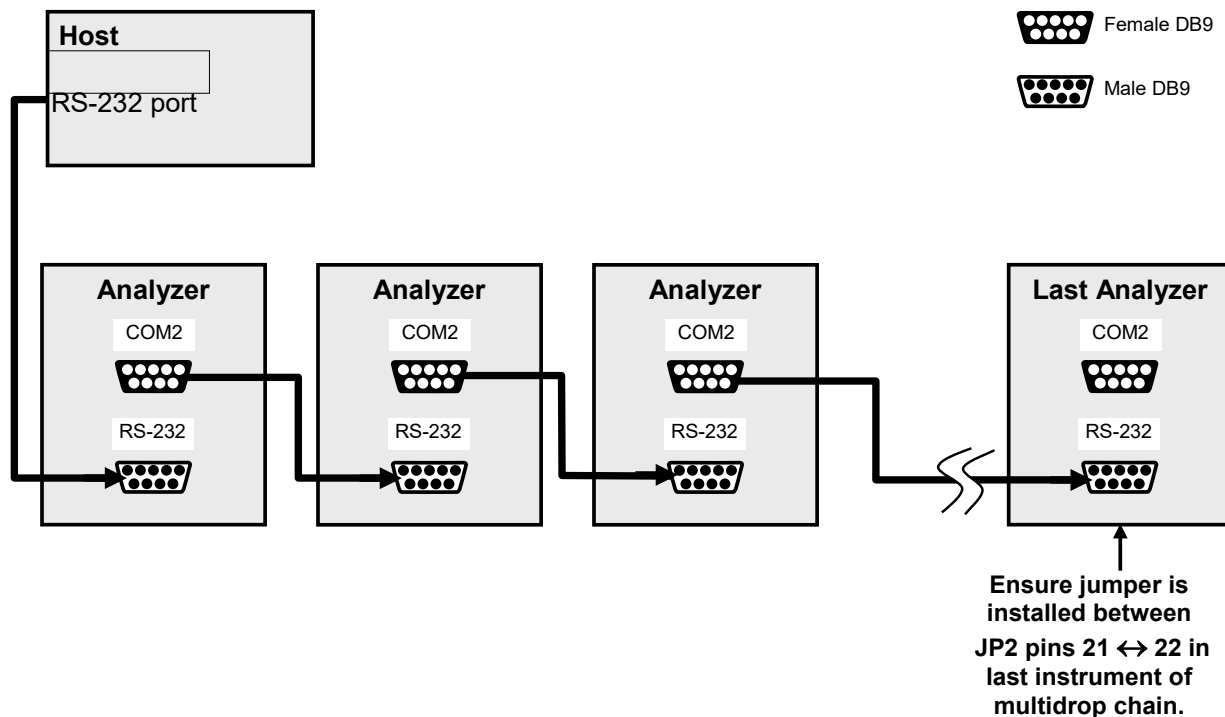 Host
RS-232 port
Female DB9
Male DB9
Analyzer
COM2
RS-232
Analyzer
COM2
RS-232
Analyzer
COM2
RS-232
Last Analyzer
COM2
RS-232
Ensure jumper is
installed between
JP2 pins 21 ↔ 22 in
last instrument of
multidrop chain.